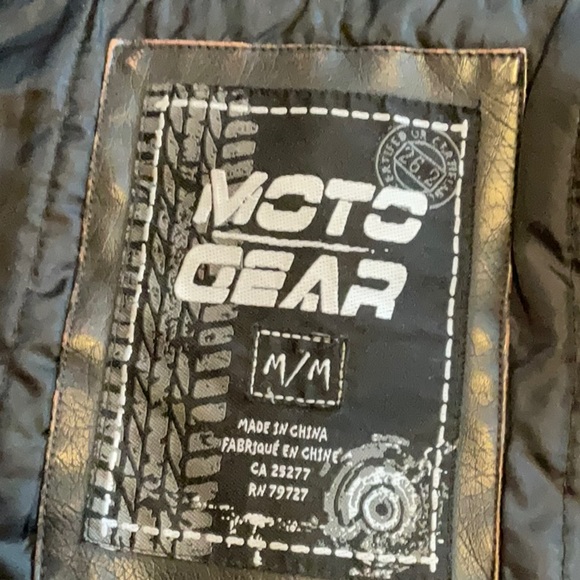 MOTO
GEAR
M/M
MADE IN CHINA
FABRIQUÉ EN CHINE
CA 25277
RN 79727